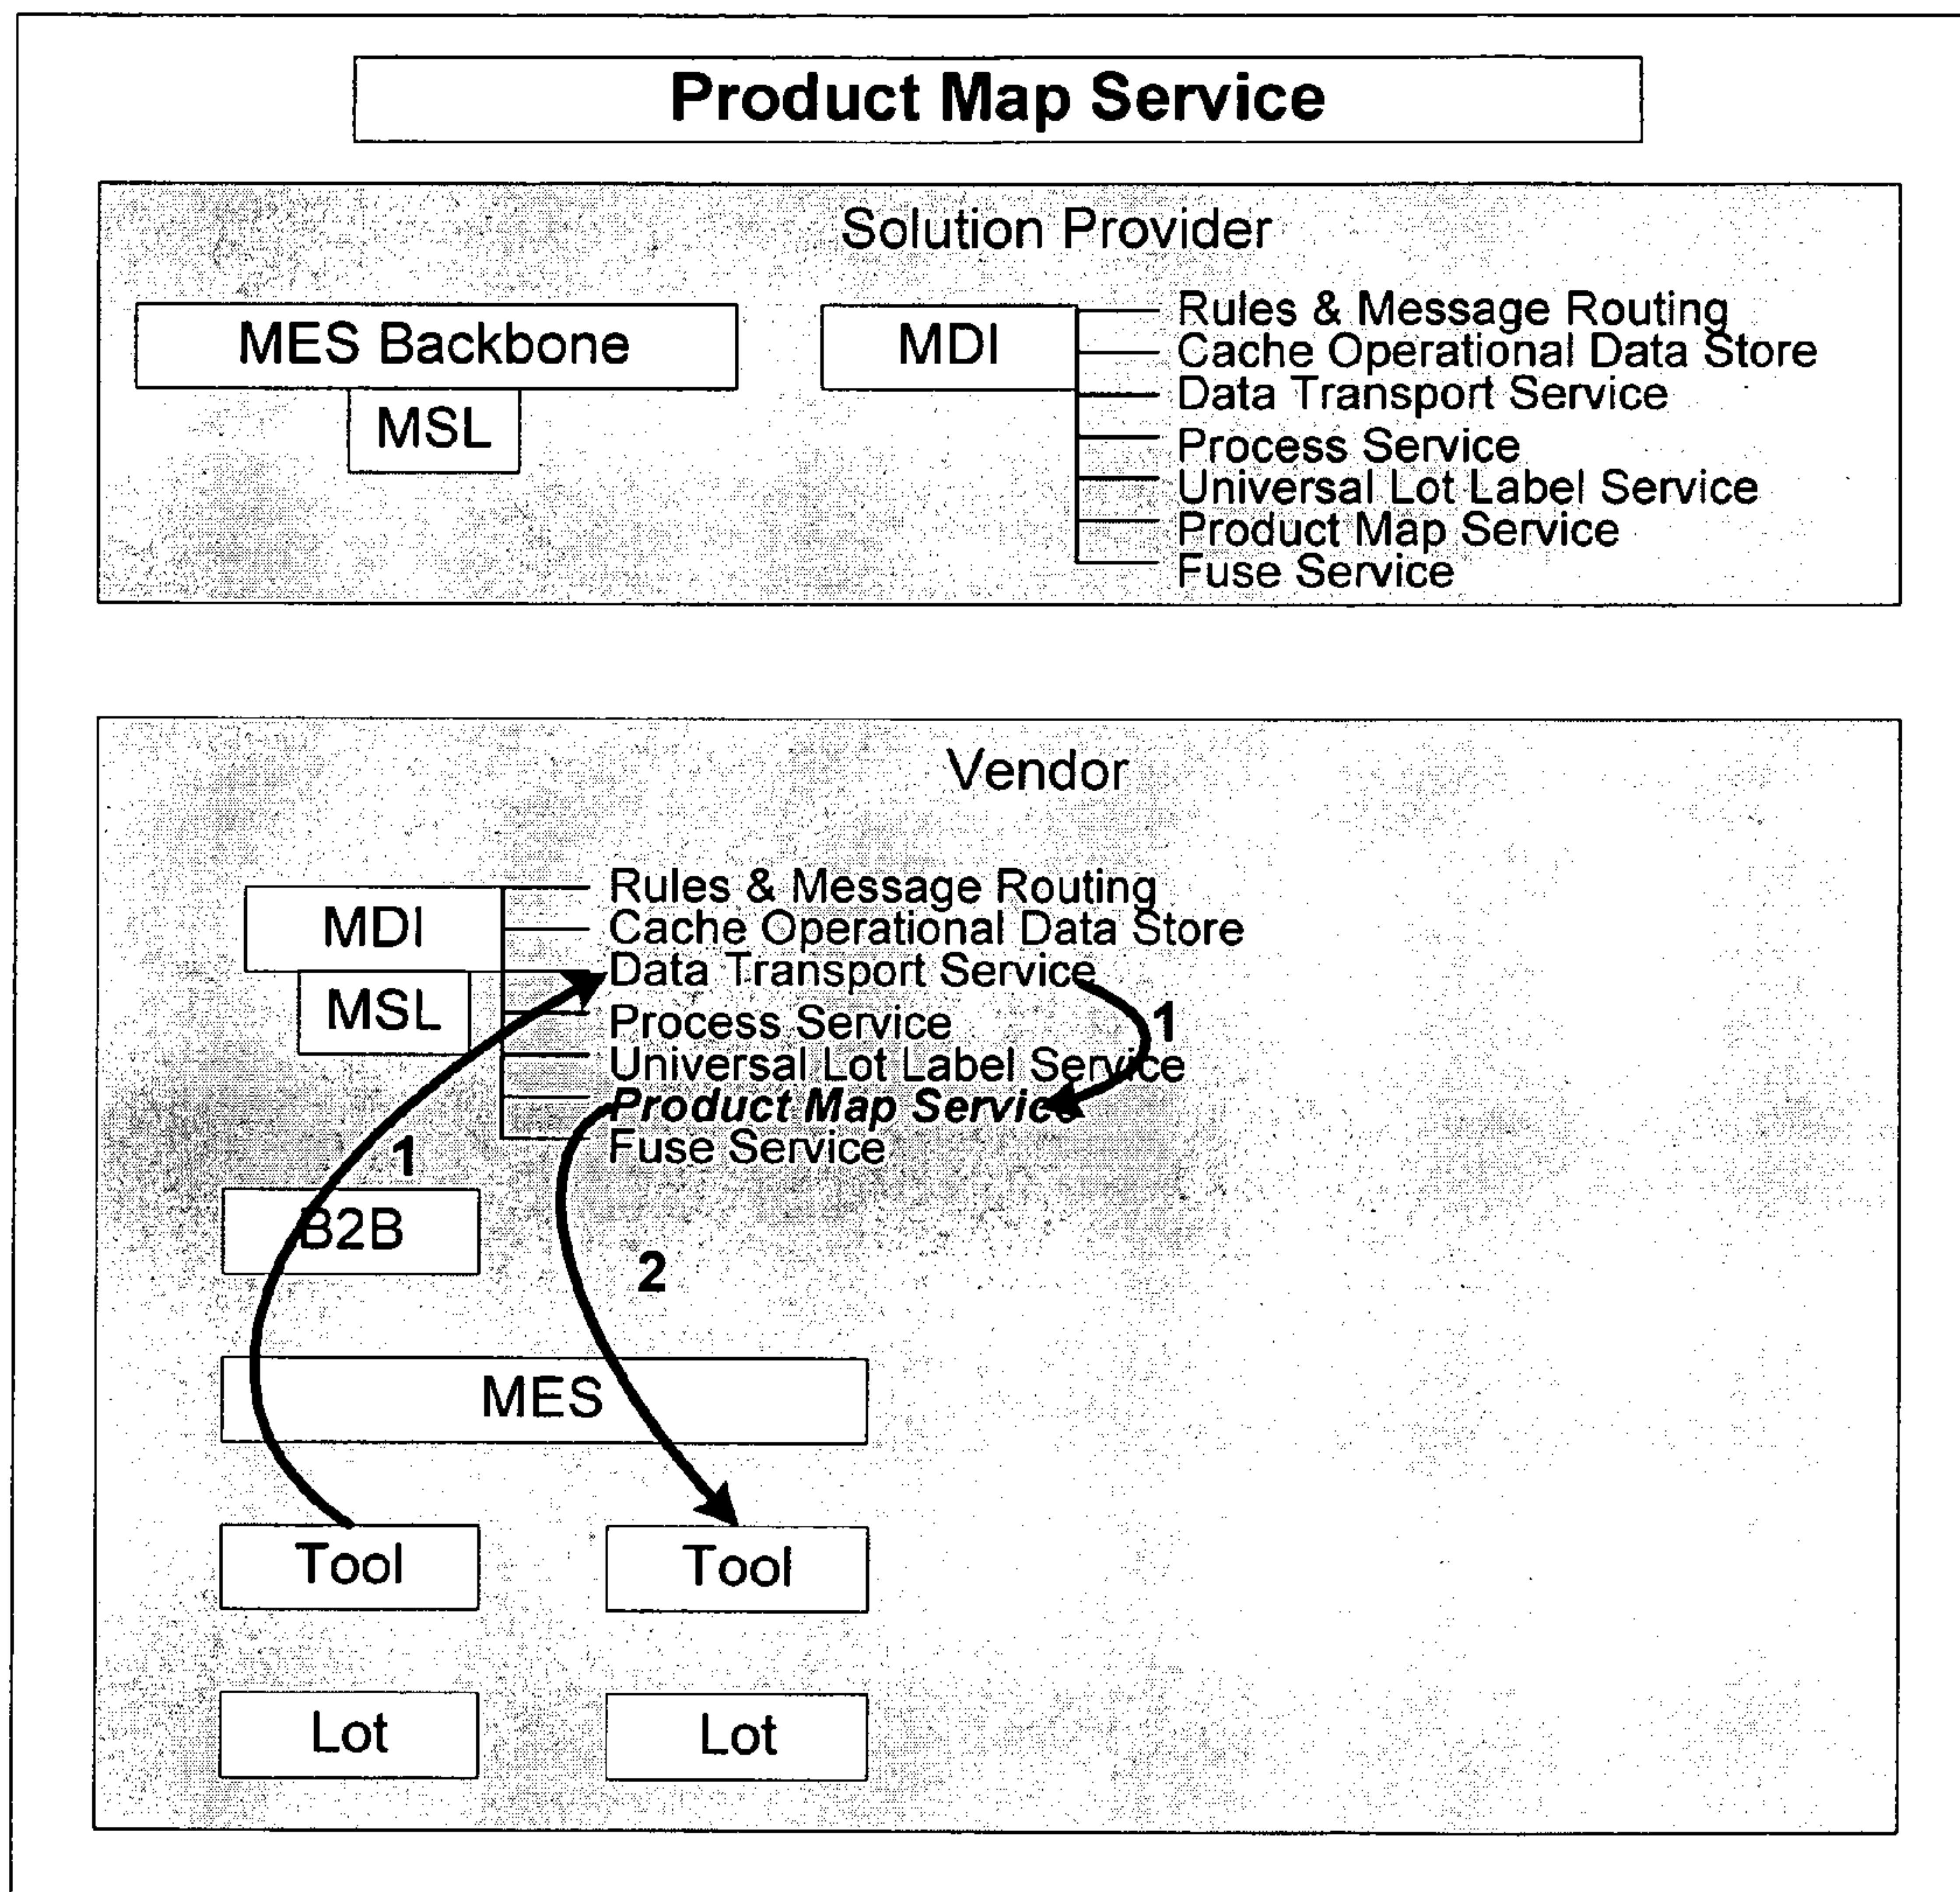 Product Map Service
Solution Provider
MES Backbone
MSL
MDI
Rules & Message Routing
Cache Operational Data Store
Data Transport Service
Process Service
Universal Lot Label Service
Product Map Service
Fuse Service
Vendor
MDI
MSL
Rules & Message Routing
Cache Operational Data Store
Data Transport Service
Process Service
Universal Lot Label Service
Product Map Service
Fuse Service
1
1
B2B
2
MES
Tool
Tool
Lot
Lot